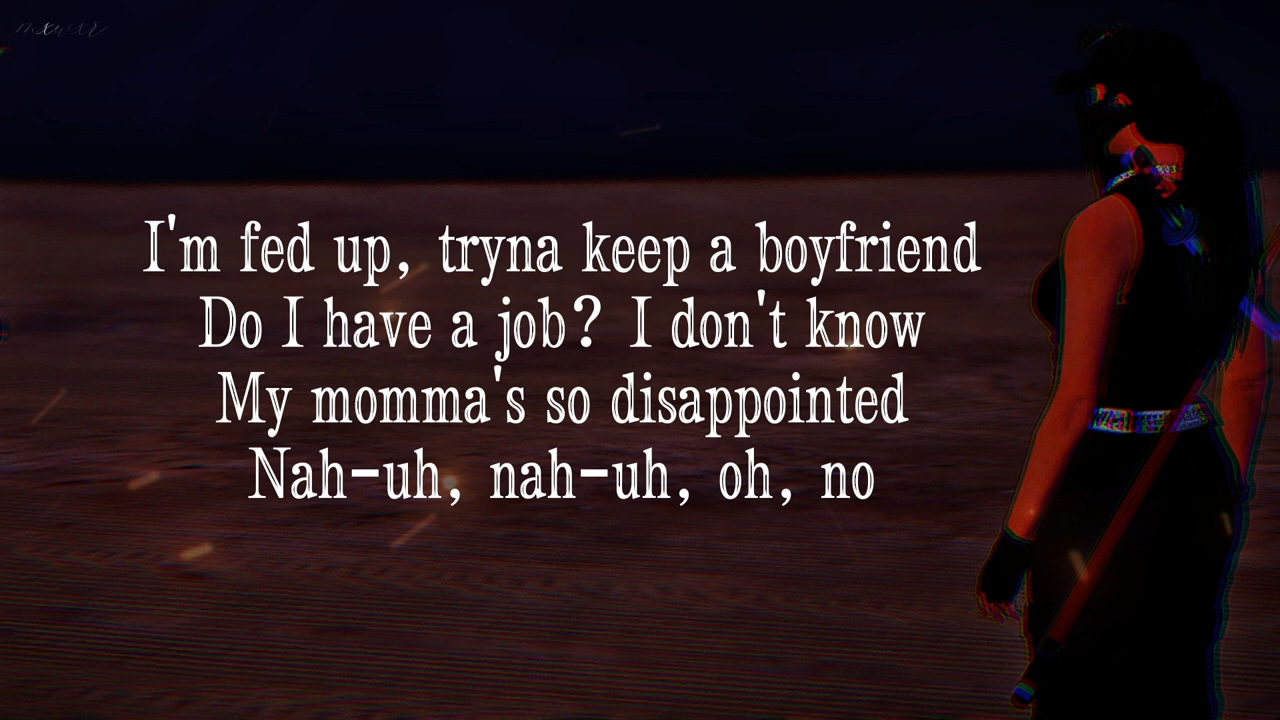 mxwxr
I'm fed up, tryna keep a boyfriend
Do I have a job? I don't know
My momma's so disappointed
Nah-uh, nah-uh, oh, no